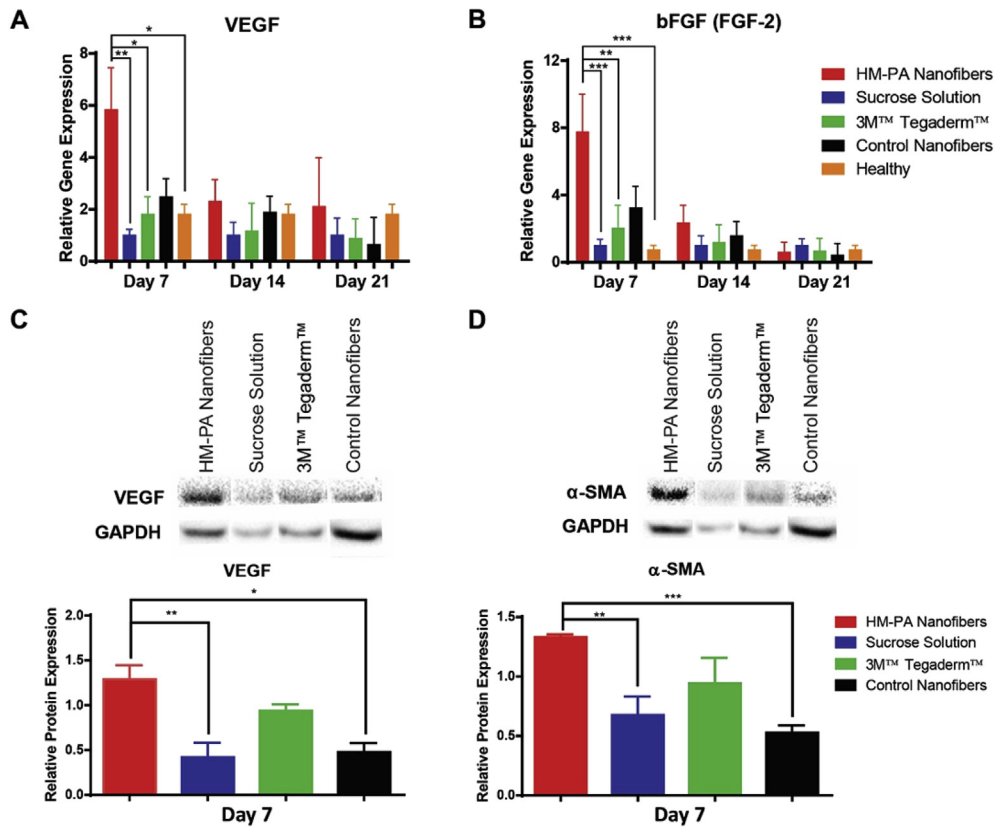 A
VEGF
Relative Gene Expression
8
6
4
2
0
**
*
*
Day 7
Day 14
Day 21
B
bFGF (FGF-2)
Relative Gene Expression
12
8
4
0
***
**
***
Day 7
Day 14
Day 21
HM-PA Nanofibers
Sucrose Solution
3M™ Tegaderm™
Control Nanofibers
Healthy
C
HM-PA Nanofibers
Sucrose Solution
3M™ Tegaderm™
Control Nanofibers
VEGF
GAPDH
VEGF
Relative Protein Expression
2.0
1.5
1.0
0.5
0.0
**
*
Day 7
D
HM-PA Nanofibers
Sucrose Solution
3M™ Tegaderm™
Control Nanofibers
α-SMA
GAPDH
α-SMA
Relative Protein Expression
1.5
1.0
0.5
0.0
**
***
Day 7
HM-PA Nanofibers
Sucrose Solution
3M™ Tegaderm™
Control Nanofibers